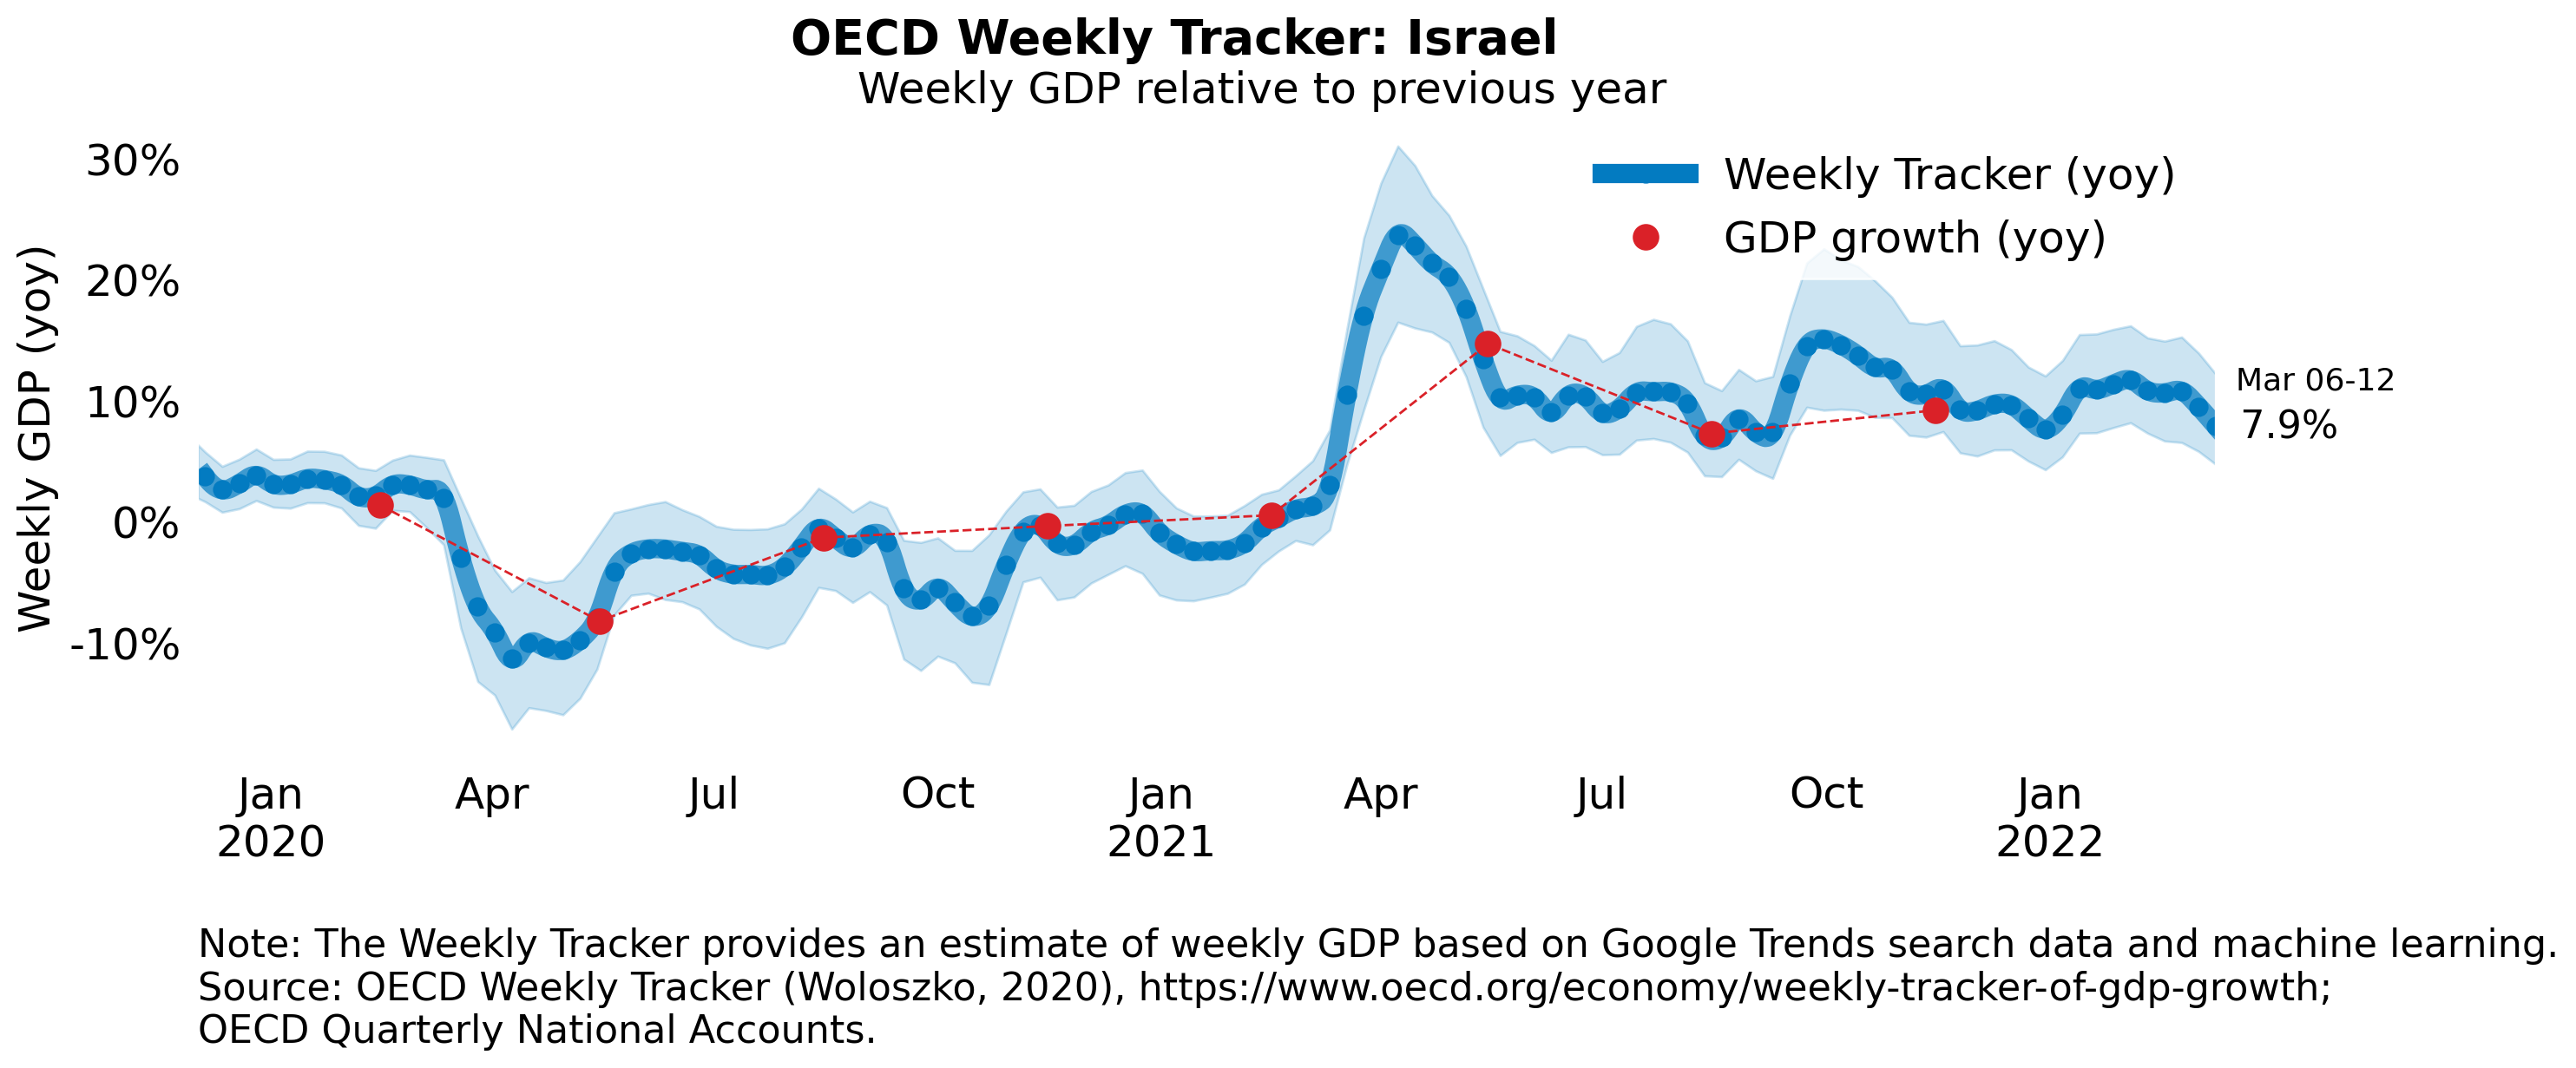 OECD Weekly Tracker: Israel
Weekly GDP relative to previous year
Weekly GDP (yoy)
30%
20%
10%
0%
-10%
Weekly Tracker (yoy)
GDP growth (yoy)
Mar 06-12
7.9%
Jan Apr Jul Oct Jan Apr Jul Oct Jan
2020 2021 2022
Note: The Weekly Tracker provides an estimate of weekly GDP based on Google Trends search data and machine learning.
Source: OECD Weekly Tracker (Woloszko, 2020), https://www.oecd.org/economy/weekly-tracker-of-gdp-growth;
OECD Quarterly National Accounts.